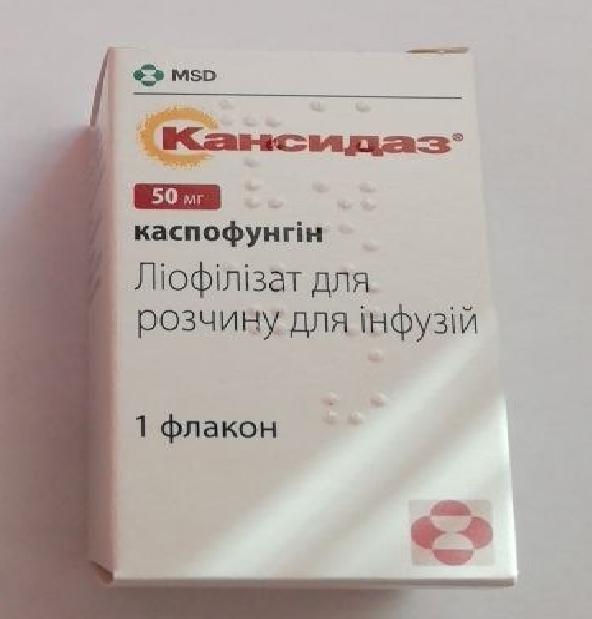 MSD
Кансидаз®
50 мг
каспофунгін
Ліофілізат для
розчину для інфузій
1 флакон